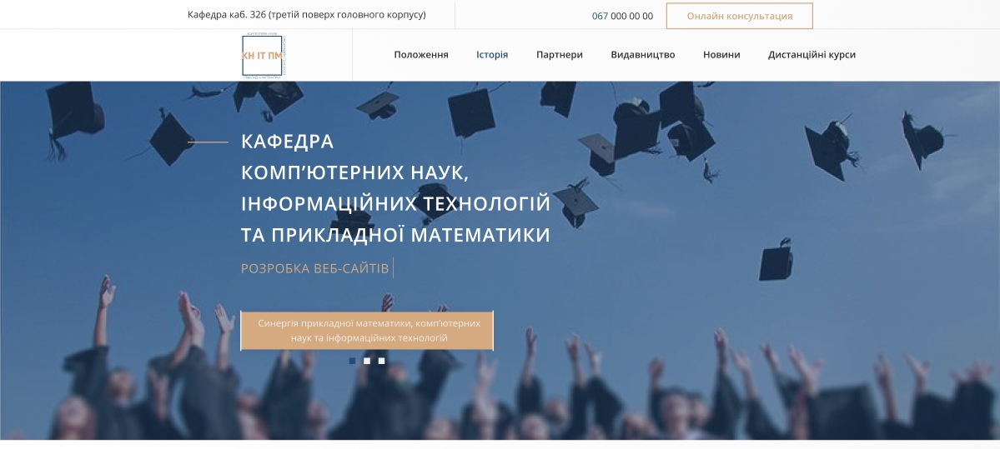 Кафедра каб. 326 (третій поверх головного корпусу)
067 000 00 00
Онлайн консультация
КН ІТ ПМ
Положення
Історія
Партнери
Видавництво
Новини
Дистанційні курси
КАФЕДРА
КОМП’ЮТЕРНИХ НАУК,
ІНФОРМАЦІЙНИХ ТЕХНОЛОГІЙ
ТА ПРИКЛАДНОЇ МАТЕМАТИКИ
РОЗРОБКА ВЕБ-САЙТІВ
Синергія прикладної математики, комп’ютерних
наук та інформаційних технологій